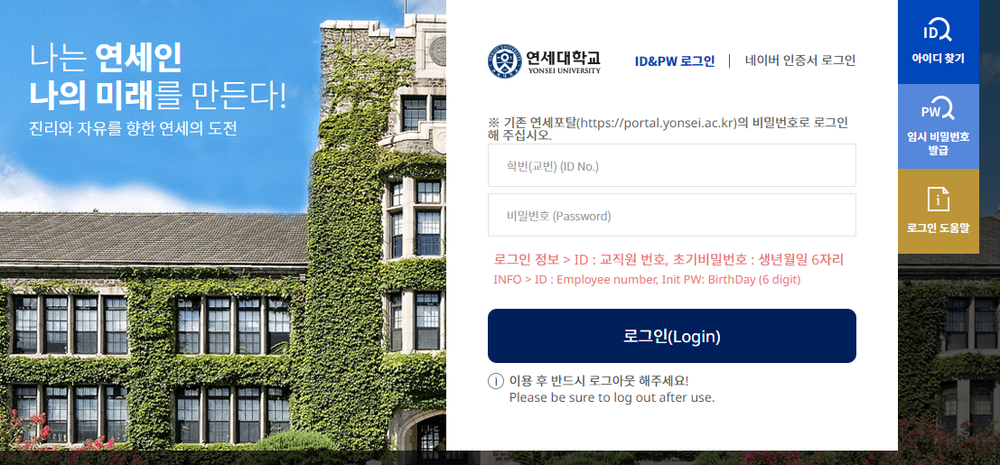 나는 연세인
나의 미래를 만든다!
진리와 자유를 향한 연세의 도전
연세대학교
YONSEI UNIVERSITY
ID&PW 로그인 | 네이버 인증서 로그인
※ 기존 연세포탈(https://portal.yonsei.ac.kr)의 비밀번호로 로그인
해 주십시오.
학번(교번) (ID No.)
비밀번호 (Password)
로그인 정보 > ID : 교직원 번호, 초기비밀번호 : 생년월일 6자리
INFO > ID : Employee number, Init PW: BirthDay (6 digit)
로그인(Login)
이용 후 반드시 로그아웃 해주세요!
Please be sure to log out after use.
ID
아이디 찾기
PW
임시 비밀번호
발급
로그인 도움말